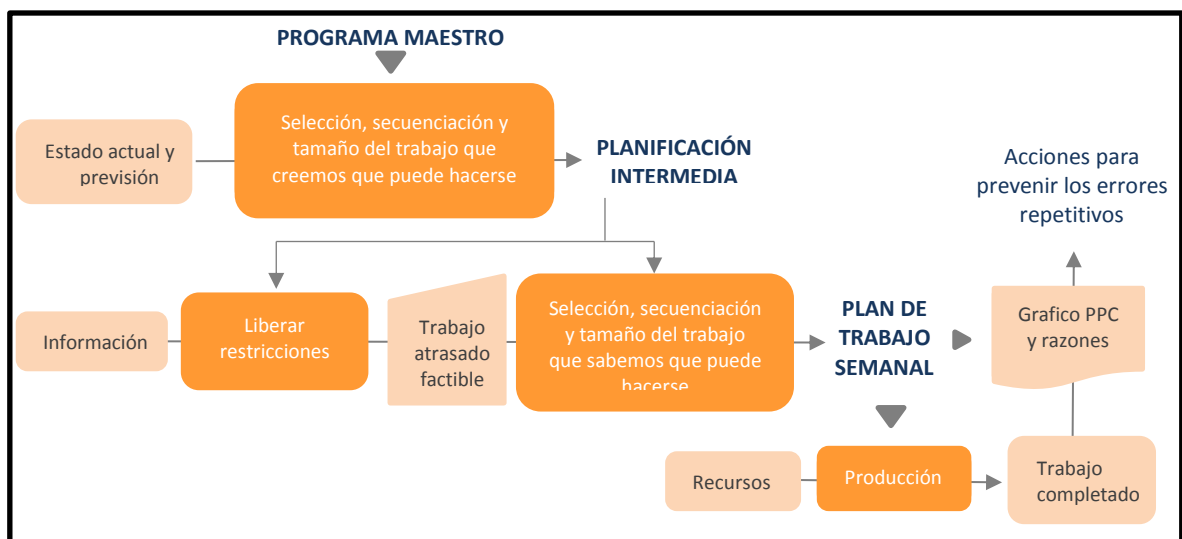 PROGRAMA MAESTRO
Selección, secuenciación y
tamaño del trabajo que
creemos que puede hacerse
Estado actual y
previsión
PLANIFICACIÓN
INTERMEDIA
Acciones para
prevenir los errores
repetitivos
Información
Liberar
restricciones
Trabajo
atrasado
factible
Selección, secuenciación
y tamaño del trabajo
que sabemos que puede
hacerse
PLAN DE
TRABAJO
SEMANAL
Grafico PPC
y razones
Recursos
Producción
Trabajo
completado